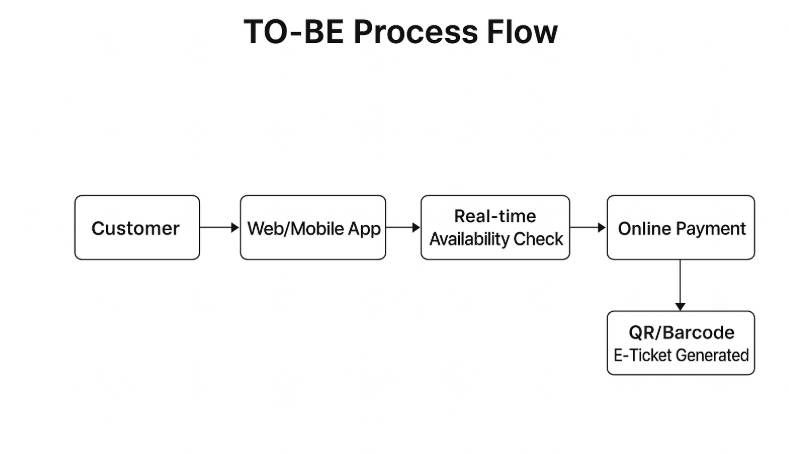 TO-BE Process Flow
Customer
Web/Mobile App
Real-time
Availability Check
Online Payment
QR/Barcode
E-Ticket Generated